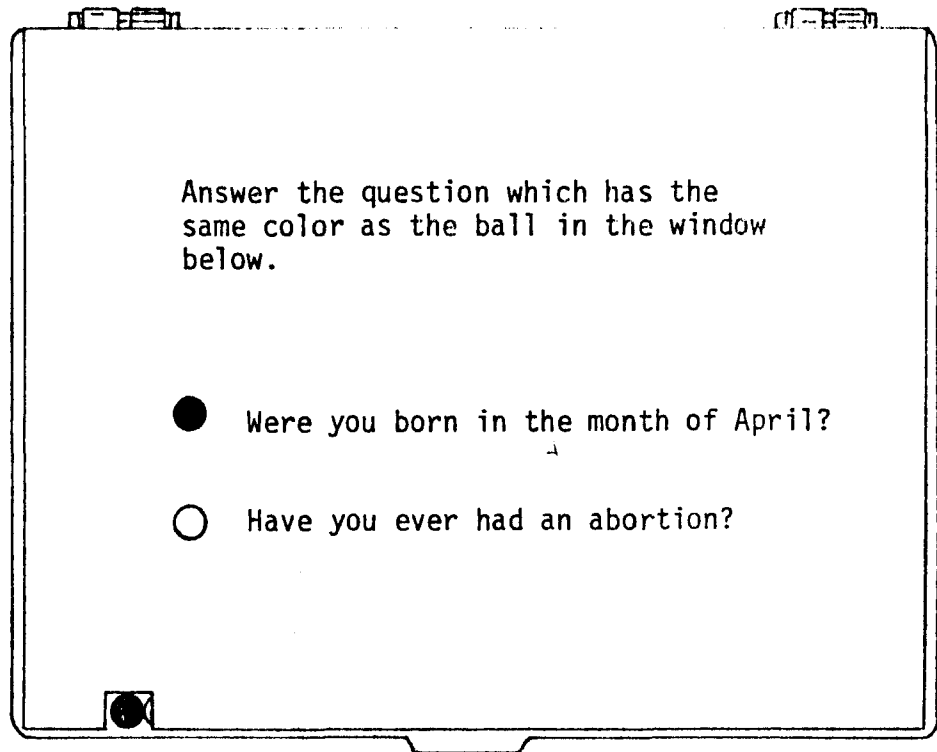 Answer the question which has the
same color as the ball in the window
below.
Were you born in the month of April?
Have you ever had an abortion?